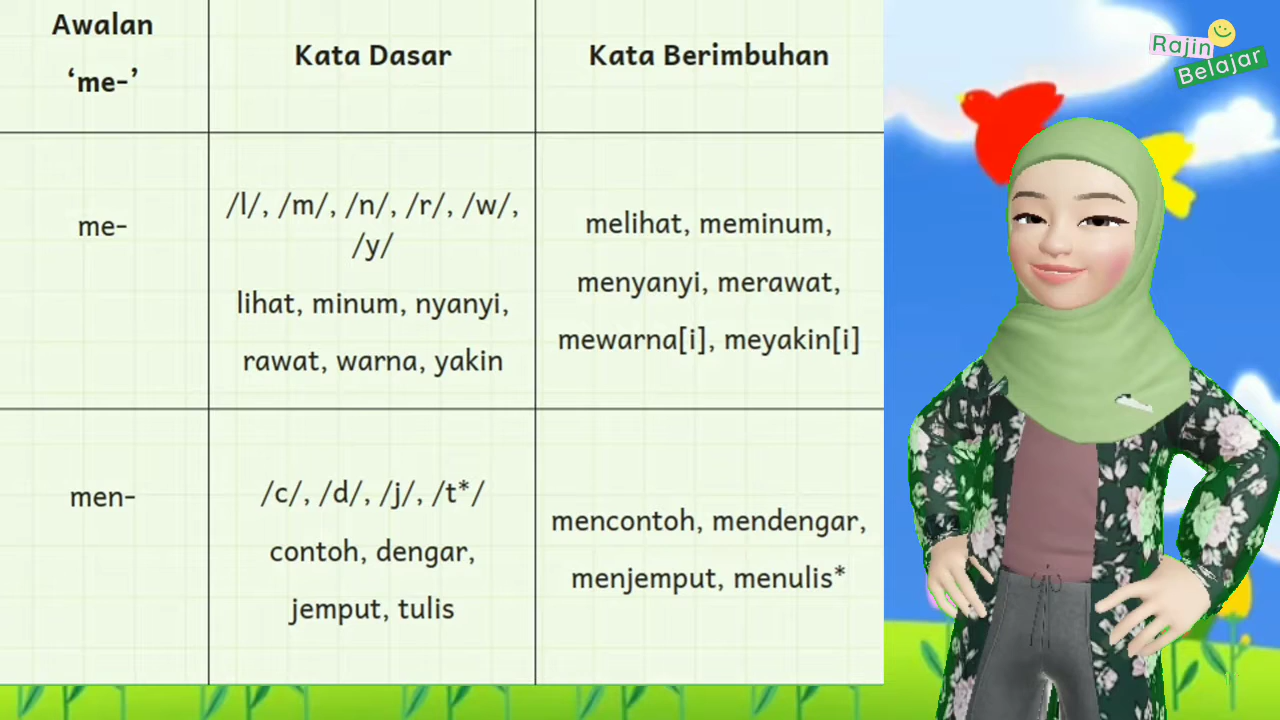 Awalan
‘me-’
Kata Dasar
Kata Berimbuhan
me-
/l/, /m/, /n/, /r/, /w/,
/y/
lihat, minum, nyanyi,
rawat, warna, yakin
melihat, meminum,
menyanyi, merawat,
mewarna[i], meyakin[i]
men-
/c/, /d/, /j/, /t*/
contoh, dengar,
jemput, tulis
mencontoh, mendengar,
menjemput, menulis*
Rajin
Belajar